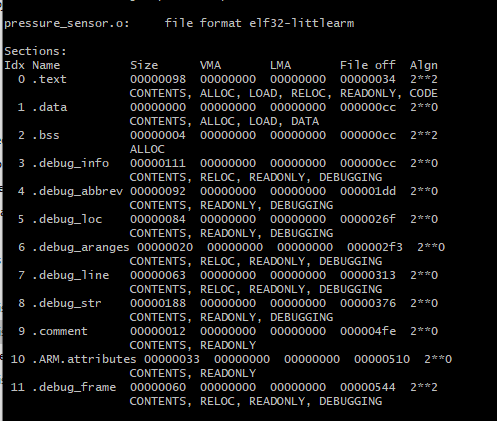 pressure_sensor.o:     file format elf32-littlearm
Sections:
Idx Name          Size      VMA       LMA       File off  Algn
  0 .text         00000098  00000000  00000000  00000034  2**2
                  CONTENTS, ALLOC, LOAD, RELOC, READONLY, CODE
  1 .data         00000000  00000000  00000000  000000cc  2**0
                  CONTENTS, ALLOC, LOAD, DATA
  2 .bss          00000004  00000000  00000000  000000cc  2**2
                  ALLOC
  3 .debug_info   00000111  00000000  00000000  000000cc  2**0
                  CONTENTS, RELOC, READONLY, DEBUGGING
  4 .debug_abbrev 00000092  00000000  00000000  000001dd  2**0
                  CONTENTS, READONLY, DEBUGGING
  5 .debug_loc    00000084  00000000  00000000  0000026f  2**0
                  CONTENTS, READONLY, DEBUGGING
  6 .debug_aranges 00000020  00000000  00000000  000002f3  2**0
                  CONTENTS, RELOC, READONLY, DEBUGGING
  7 .debug_line   00000063  00000000  00000000  00000313  2**0
                  CONTENTS, RELOC, READONLY, DEBUGGING
  8 .debug_str    00000188  00000000  00000000  00000376  2**0
                  CONTENTS, READONLY, DEBUGGING
  9 .comment      00000012  00000000  00000000  000004fe  2**0
                  CONTENTS, READONLY
 10 .ARM.attributes 00000033  00000000  00000000  00000510  2**0
                  CONTENTS, READONLY
 11 .debug_frame  00000060  00000000  00000000  00000544  2**2
                  CONTENTS, RELOC, READONLY, DEBUGGING